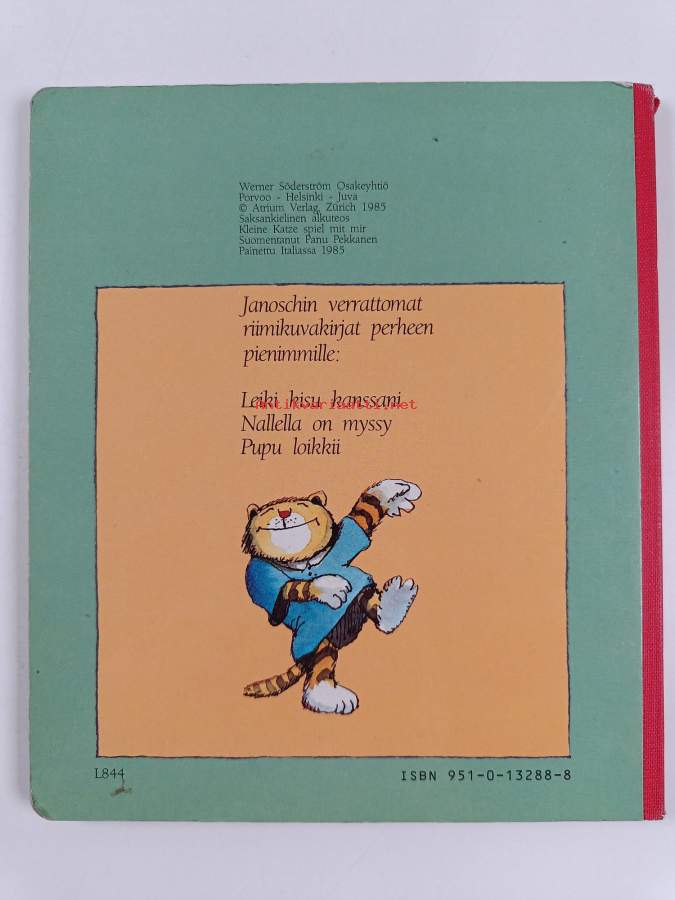 Werner Söderström Osakeyhtiö
Porvoo - Helsinki - Juva
© Atrium Verlag, Zürich 1985
Saksankielinen alkuteos
Kleine Katze spiel mit mir
Suomentanut Panu Pekkanen
Painettu Italiassa 1985
Janoschin verrattomat
riimikuvakirjat perheen
pienimmille:
Leiki kisu kanssani
Antikvariaatti.net
Nallella on myssy
Pupu loikkii
L844
ISBN 951-0-13288-8